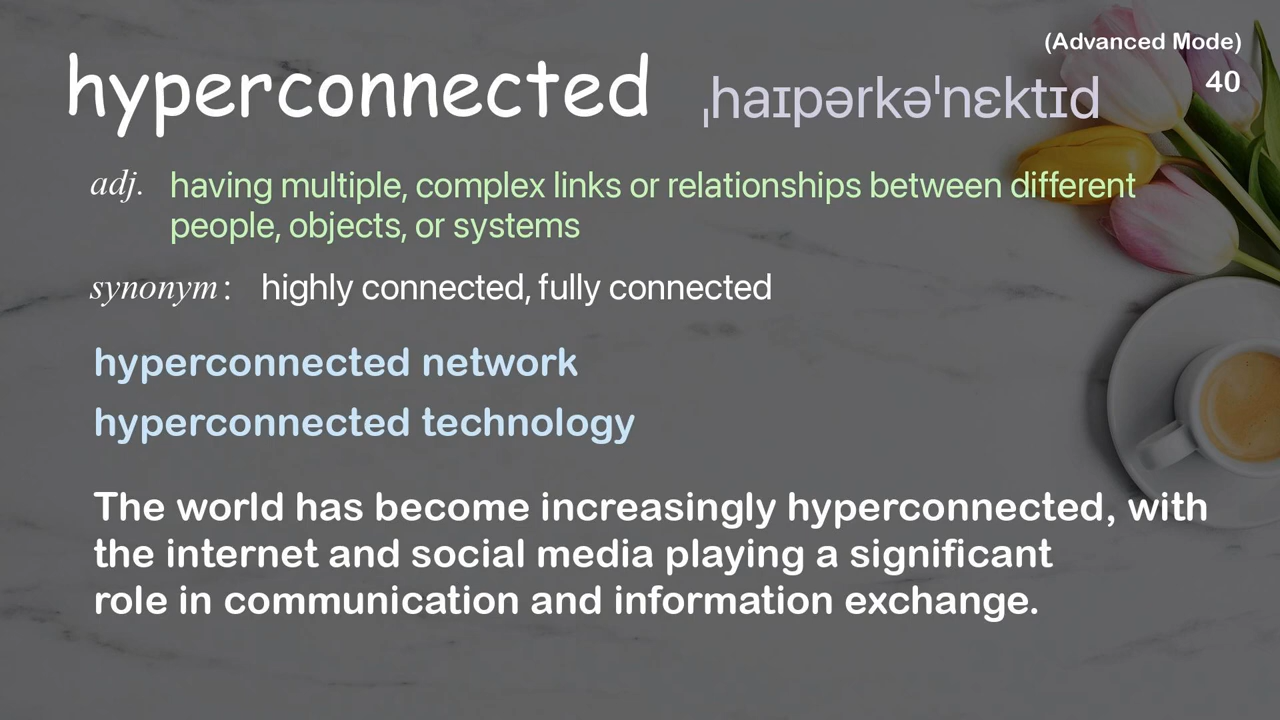 (Advanced Mode)
hyperconnected ˌhaɪpərkəˈnɛktɪd
40
adj. having multiple, complex links or relationships between different
people, objects, or systems
synonym: highly connected, fully connected
hyperconnected network
hyperconnected technology
The world has become increasingly hyperconnected, with
the internet and social media playing a significant
role in communication and information exchange.